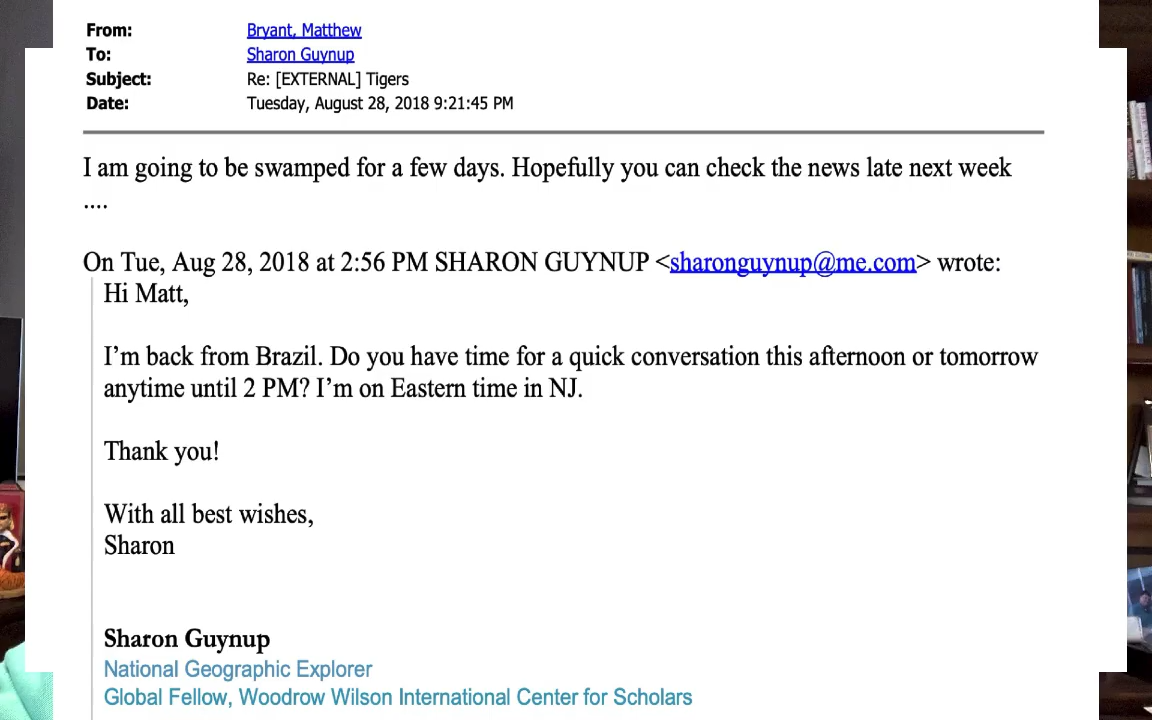 From: Bryant, Matthew
To: Sharon Guynup
Subject: Re: [EXTERNAL] Tigers
Date: Tuesday, August 28, 2018 9:21:45 PM
I am going to be swamped for a few days. Hopefully you can check the news late next week
....
On Tue, Aug 28, 2018 at 2:56 PM SHARON GUYNUP <sharonguynup@me.com> wrote:
Hi Matt,
I’m back from Brazil. Do you have time for a quick conversation this afternoon or tomorrow
anytime until 2 PM? I’m on Eastern time in NJ.
Thank you!
With all best wishes,
Sharon
Sharon Guynup
National Geographic Explorer
Global Fellow, Woodrow Wilson International Center for Scholars